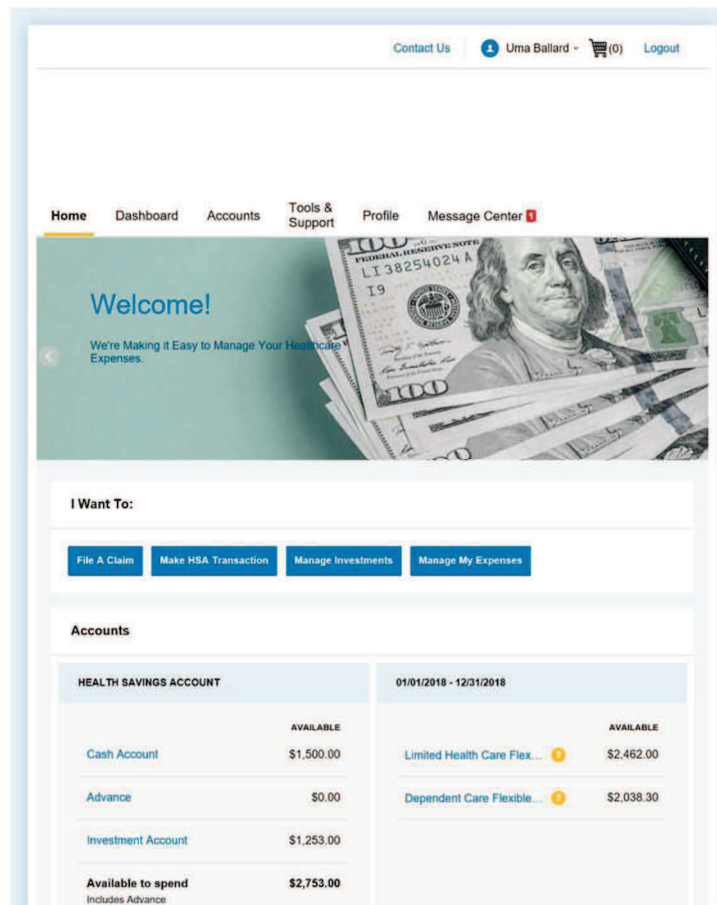 Contact Us
Uma Ballard
(0)
Logout
Home
Dashboard
Accounts
Tools &
Support
Profile
Message Center 1
Welcome!
We're Making it Easy to Manage Your Healthcare
Expenses.
FEDERAL RESERVE NOTE
LI 38254024 A
I9
100
100
I Want To:
File A Claim
Make HSA Transaction
Manage Investments
Manage My Expenses
Accounts
HEALTH SAVINGS ACCOUNT
AVAILABLE
Cash Account $1,500.00
Advance $0.00
Investment Account $1,253.00
Available to spend $2,753.00
Includes Advance
01/01/2018 - 12/31/2018
AVAILABLE
Limited Health Care Flex... ? $2,462.00
Dependent Care Flexible... ? $2,038.30